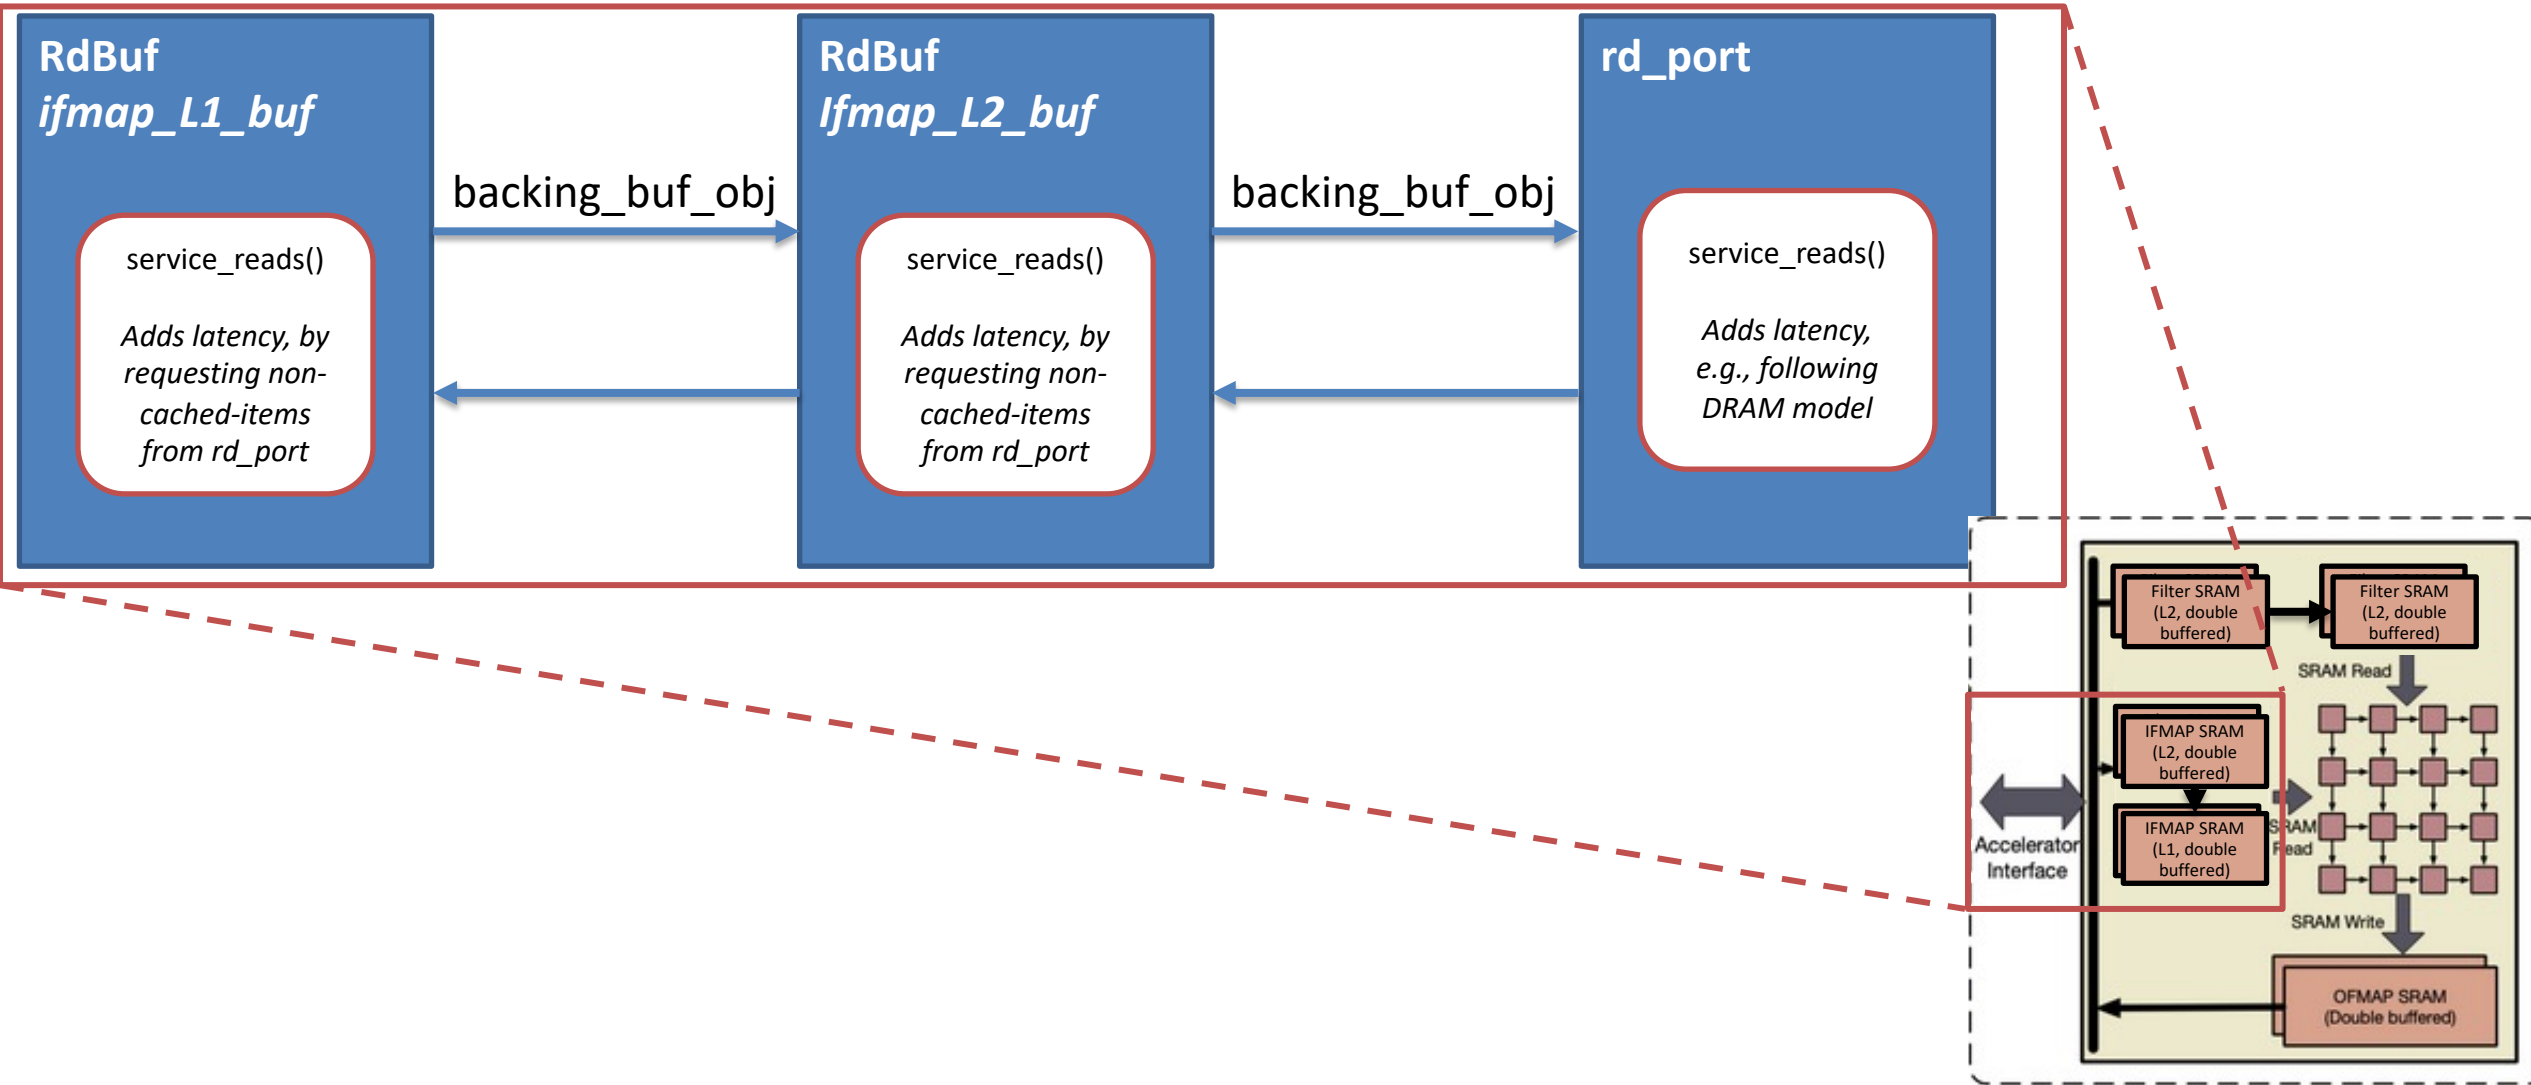 RdBuf
ifmap_L1_buf
service_reads()
Adds latency, by
requesting non-
cached-items
from rd_port
backing_buf_obj
RdBuf
Ifmap_L2_buf
service_reads()
Adds latency, by
requesting non-
cached-items
from rd_port
backing_buf_obj
rd_port
service_reads()
Adds latency,
e.g., following
DRAM model
Filter SRAM
(L2, double
buffered)
Filter SRAM
(L2, double
buffered)
SRAM Read
IFMAP SRAM
(L2, double
buffered)
IFMAP SRAM
(L1, double
buffered)
SRAM
Read
Accelerator
Interface
SRAM Write
OFMAP SRAM
(Double buffered)